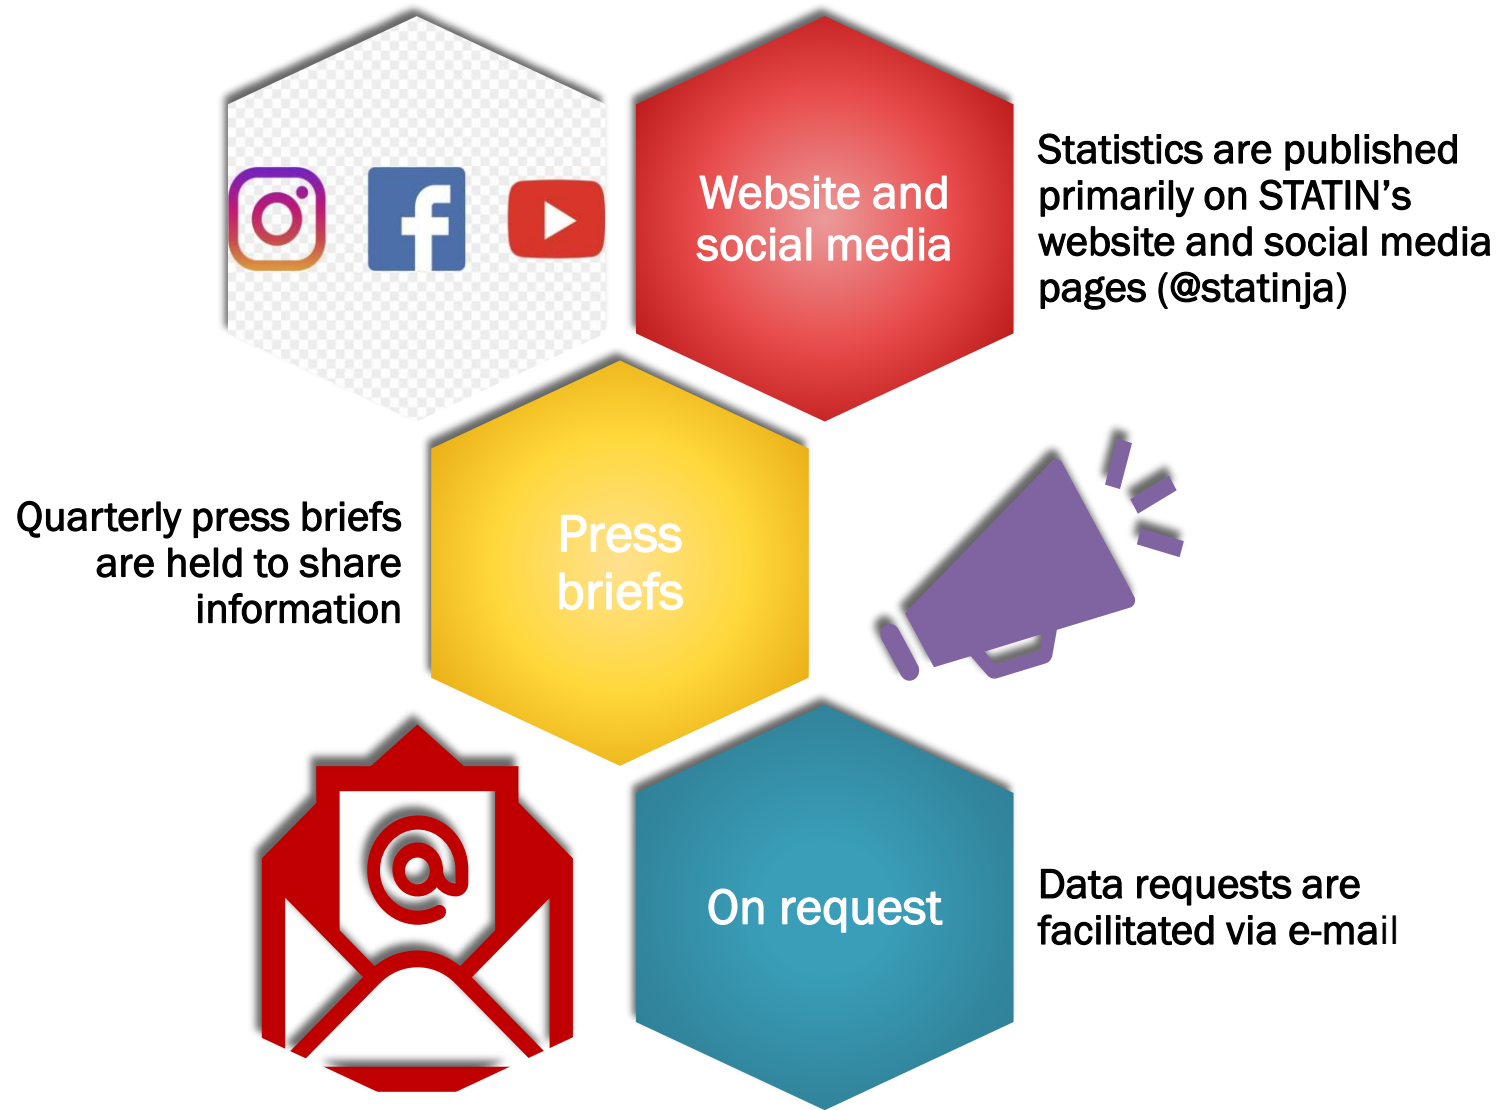 Website and
social media
Statistics are published
primarily on STATIN’s
website and social media
pages (@statinja)
Quarterly press briefs
are held to share
information
Press
briefs
@
On request
Data requests are
facilitated via e-mail